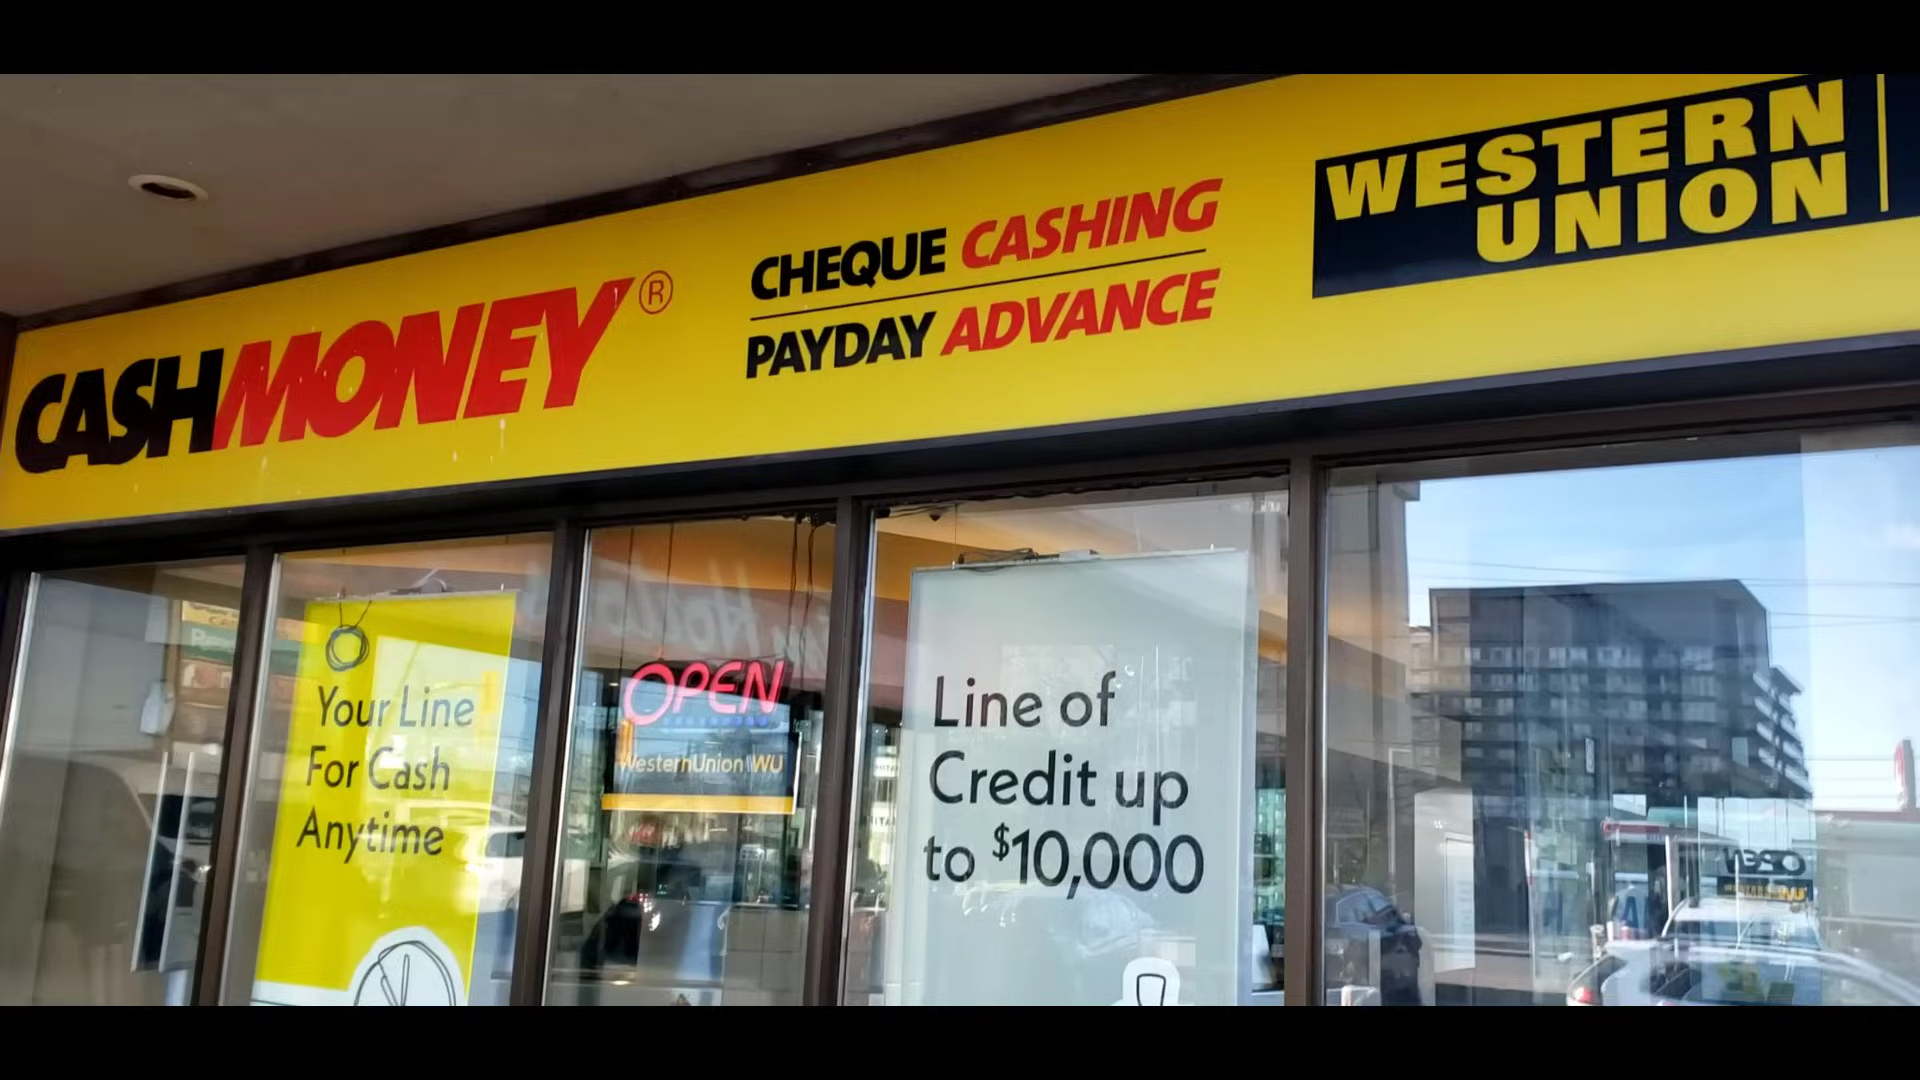 CASHMONEY®
CHEQUE CASHING
PAYDAY ADVANCE
WESTERN
UNION
Your Line
For Cash
Anytime
OPEN
WesternUnion WU
Line of
Credit up
to $10,000
OPEN